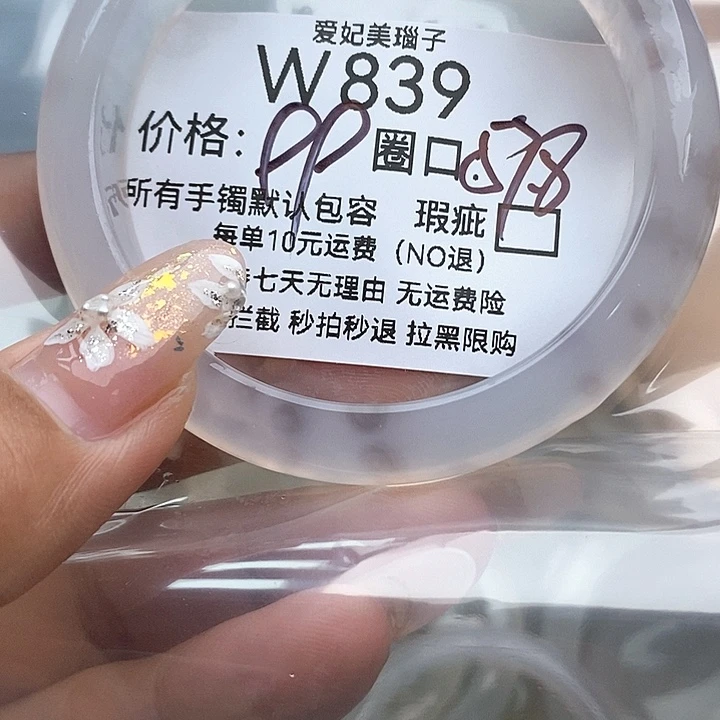 爱妃美瑙子
W839
价格: 99 圈口 58
所有手镯默认包容 瑕疵
每单10元运费（NO退）
七天无理由 无运费险
拦截 秒拍秒退 拉黑限购